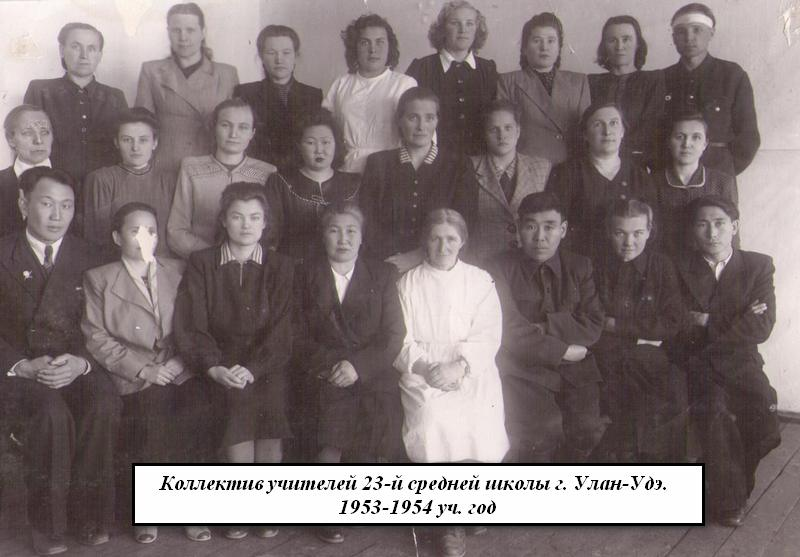 Коллектив учителей 23-й средней школы г. Улан-Удэ.
1953-1954 уч. год